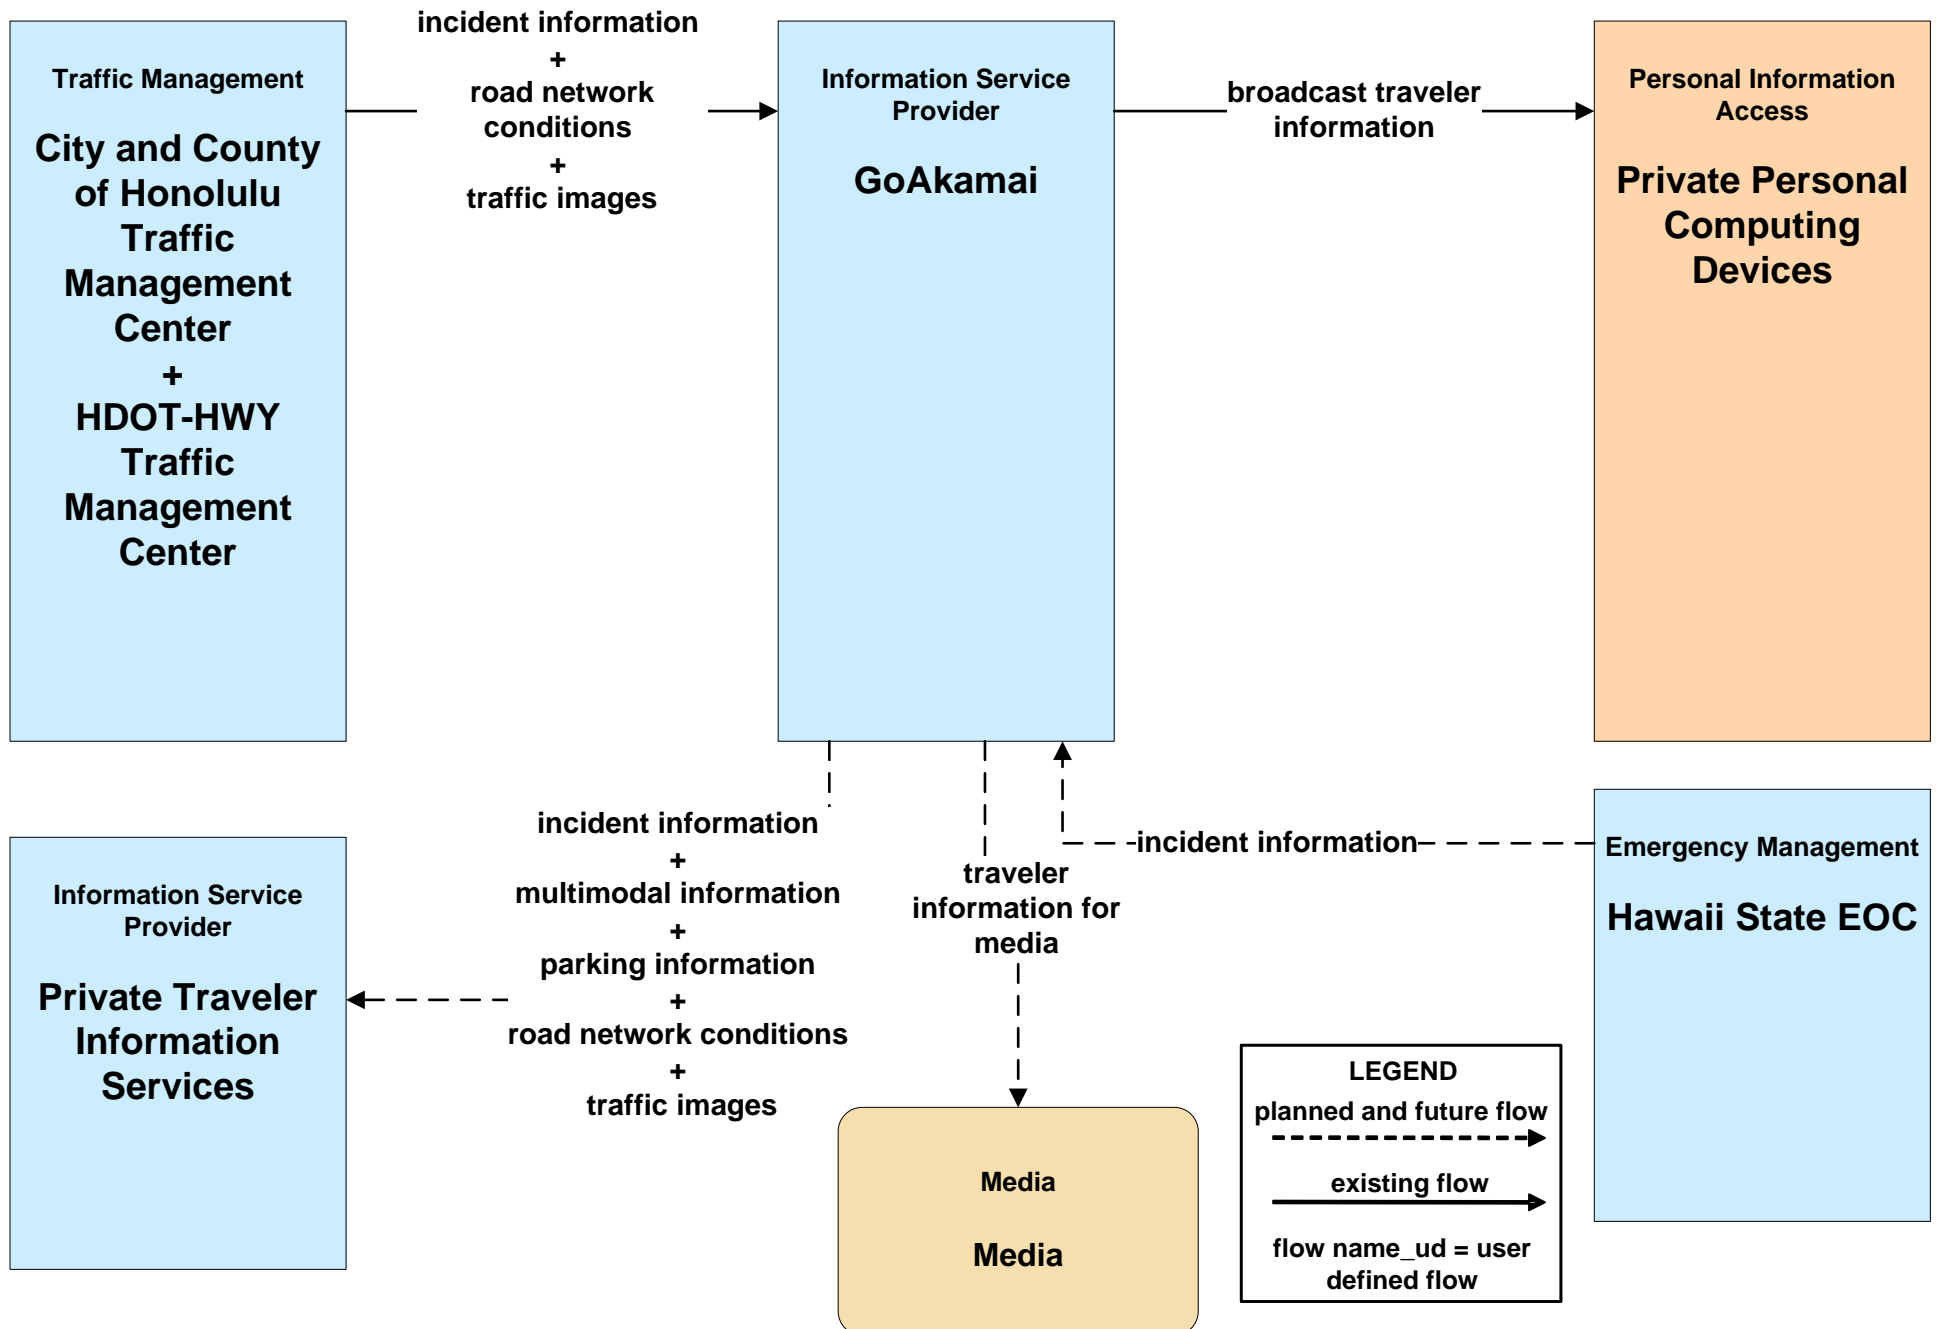 Traffic Management
City and County
of Honolulu
Traffic
Management
Center
+
HDOT-HWY
Traffic
Management
Center
incident information
+
road network
conditions
+
traffic images
Information Service
Provider
GoAkamai
broadcast traveler
information
Personal Information
Access
Private Personal
Computing
Devices
Information Service
Provider
Private Traveler
Information
Services
incident information
+
multimodal information
+
parking information
+
road network conditions
+
traffic images
traveler
information for
media
incident information
Emergency Management
Hawaii State EOC
Media
Media
LEGEND
planned and future flow
existing flow
flow name_ud = user
defined flow